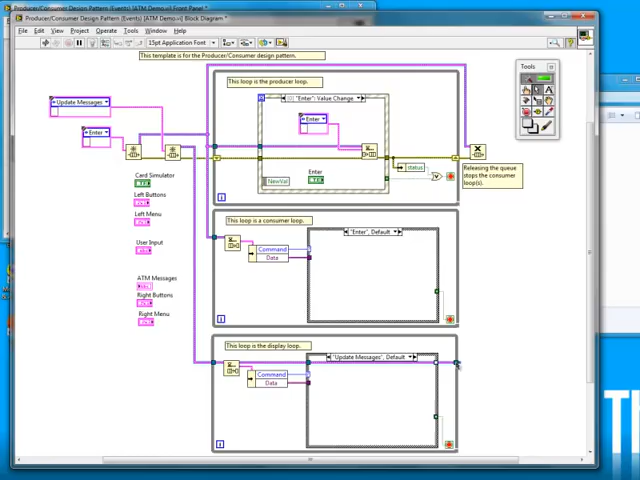 Producer/Consumer Design Pattern (Events) [ATM Demo.vi] Front Panel *
Producer/Consumer Design Pattern (Events) [ATM Demo.vi] Block Diagram *
File Edit View Project Operate Tools Window Help
15pt Application Font
This template is for the Producer/Consumer design pattern.
Tools
This loop is the producer loop.
Update Messages
"Enter": Value Change
Enter
Enter
status
Releasing the queue
stops the consumer
loop(s).
Enter
NewVal
Card Simulator
Left Buttons
Left Menu
User Input
ATM Messages
Right Buttons
Right Menu
This loop is a consumer loop.
"Enter", Default
Command
Data
This loop is the display loop.
"Update Messages", Default
Command
Data